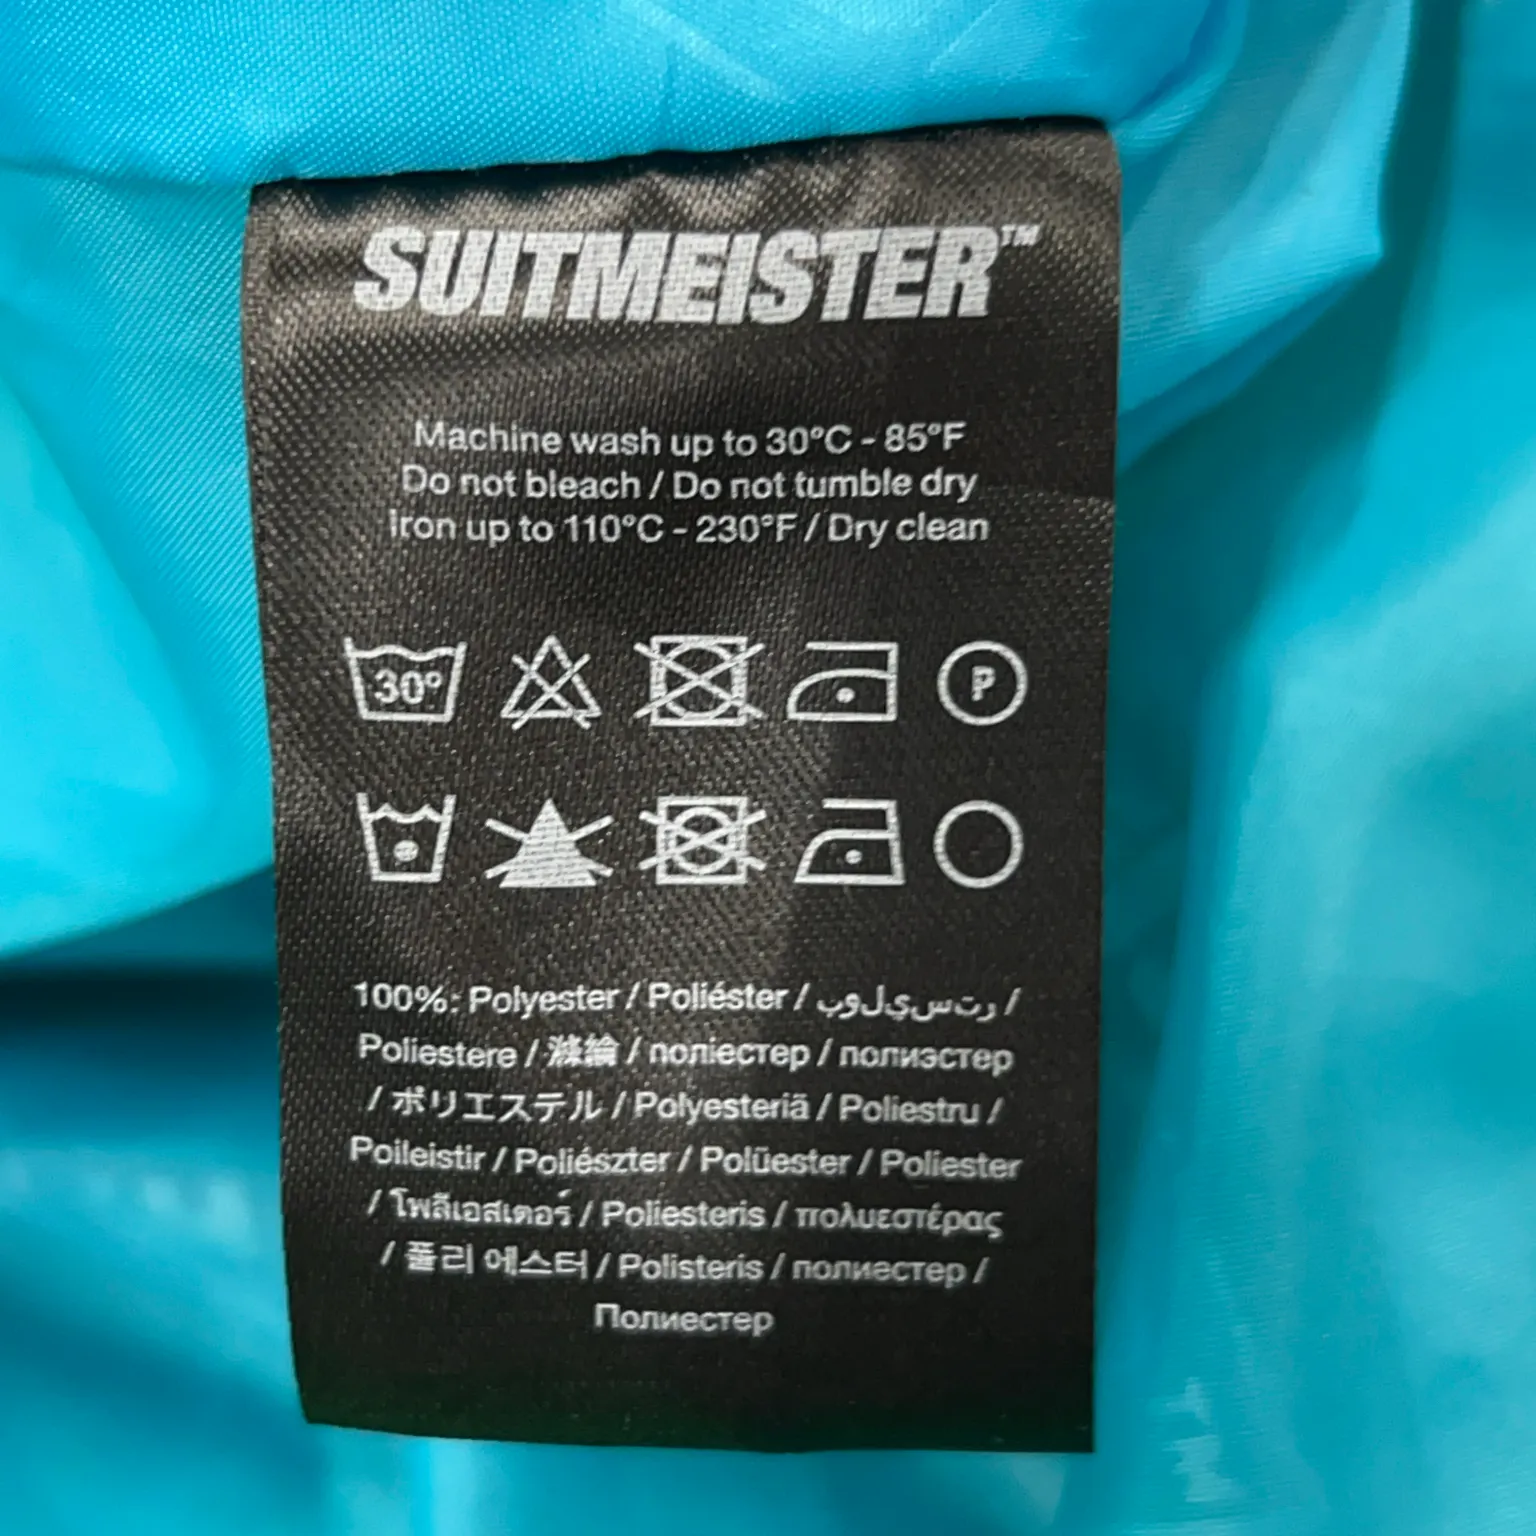 SUITMEISTER™
Machine wash up to 30°C - 85°F
Do not bleach / Do not tumble dry
Iron up to 110°C - 230°F / Dry clean
30° P
100%: Polyester / Poliéster / بوليستر /
Poliestere / 滌綸 / поліестер / полиэстер
/ ポリエステル / Polyesteriä / Poliestru /
Poileistir / Poliészter / Polüester / Poliester
/ โพลีเอสเตอร์ / Poliesteris / πολυεστέρας
/ 폴리 에스터 / Polisteris / полиестер /
Полиестер